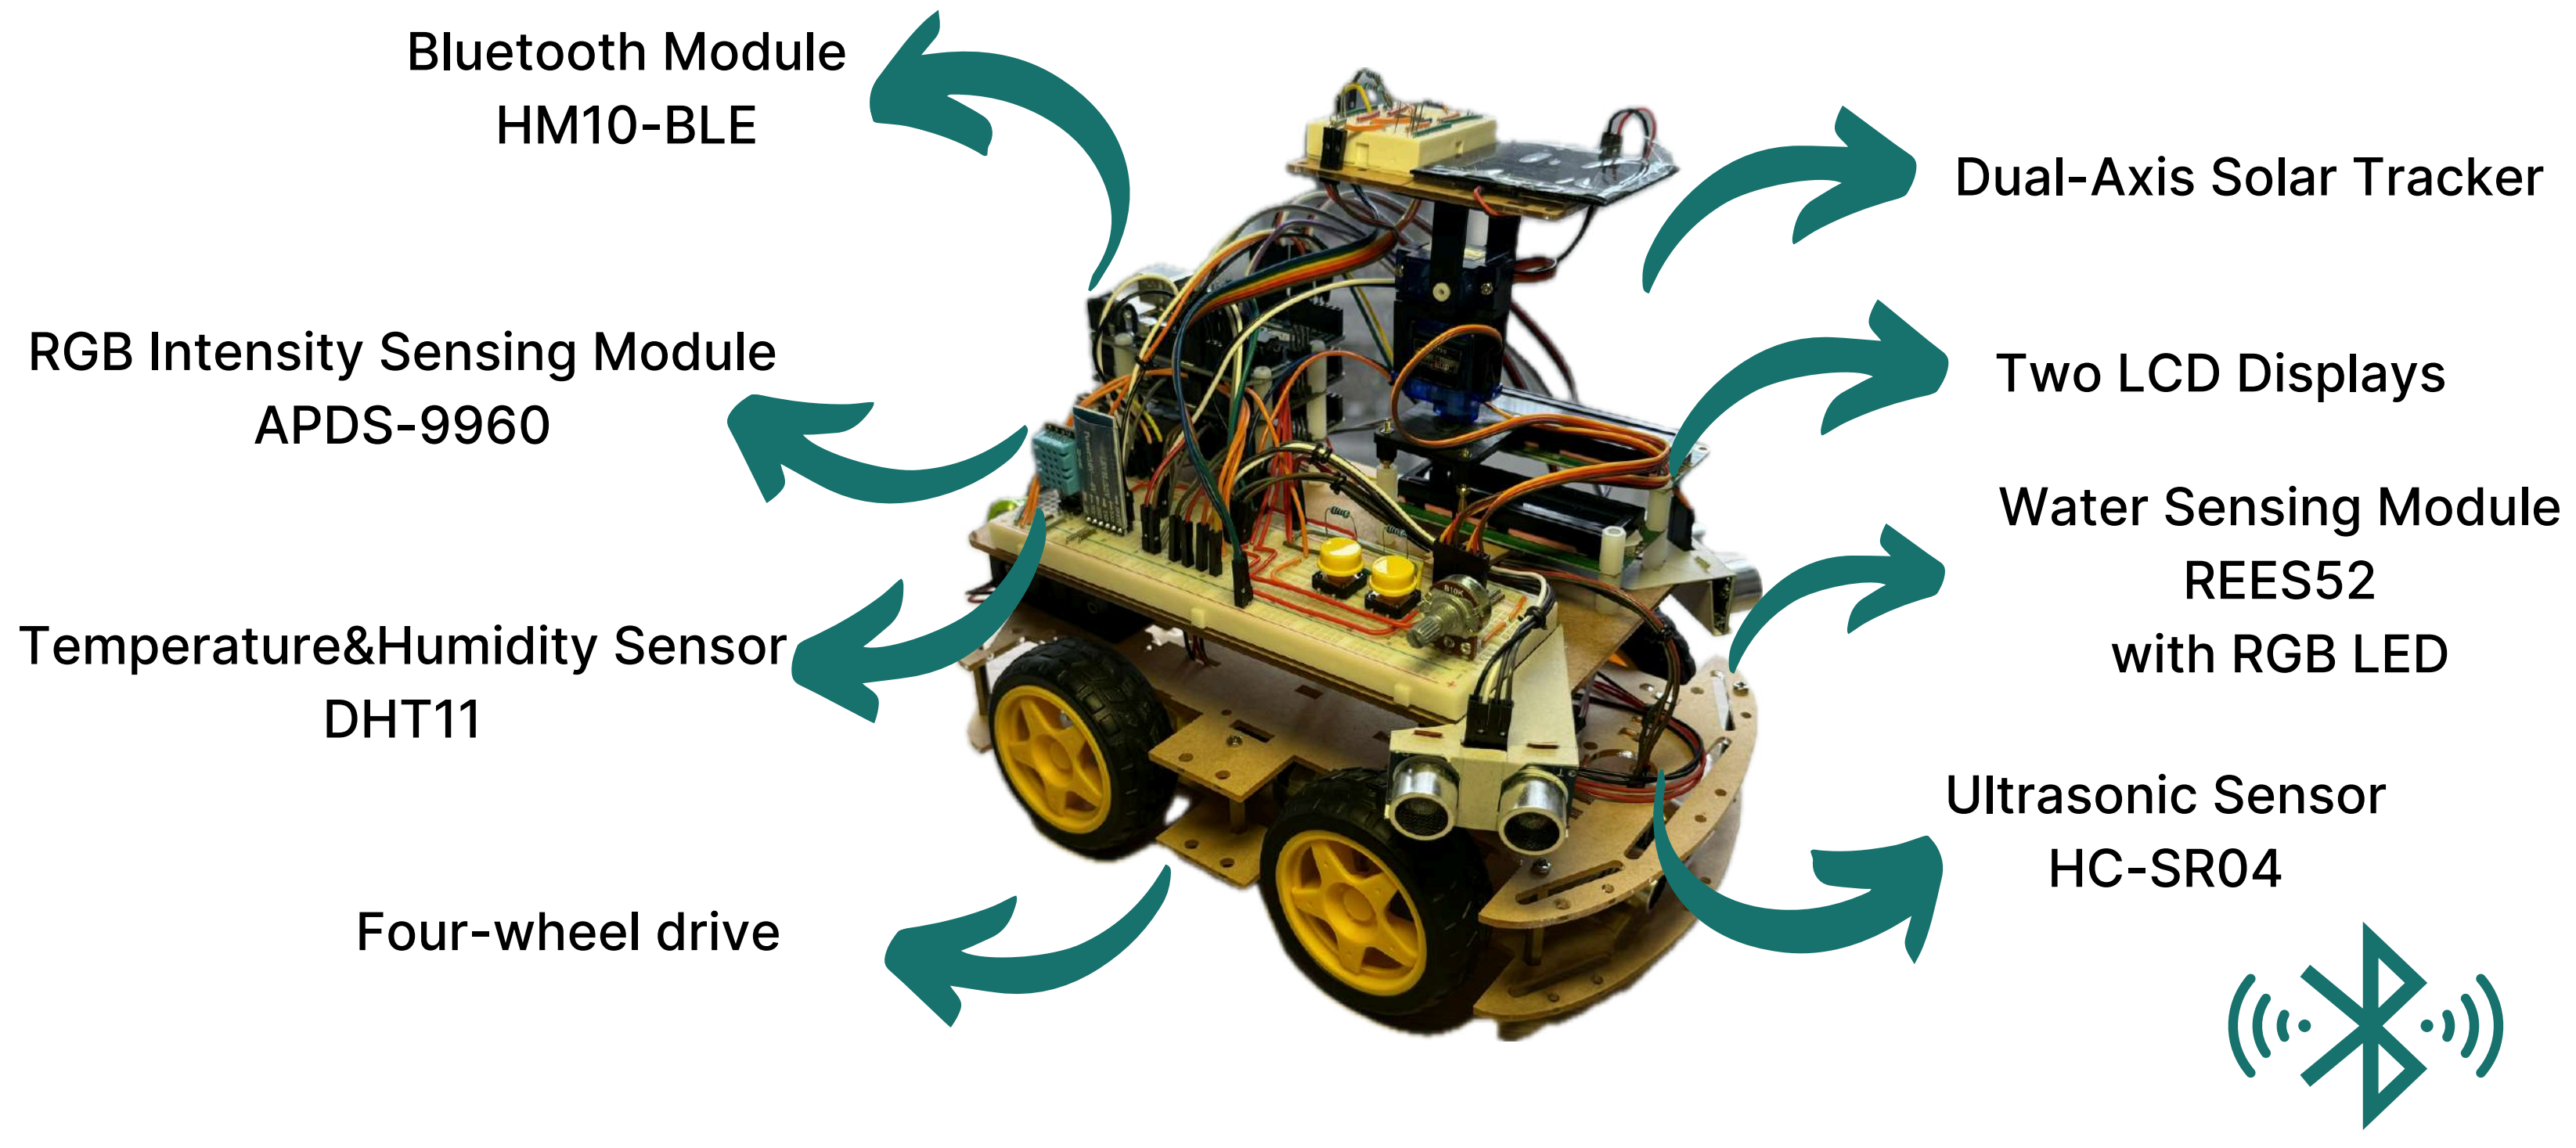 Bluetooth Module
HM10-BLE
RGB Intensity Sensing Module
APDS-9960
Temperature&Humidity Sensor
DHT11
Four-wheel drive
Dual-Axis Solar Tracker
Two LCD Displays
Water Sensing Module
REES52
with RGB LED
Ultrasonic Sensor
HC-SR04
B10K